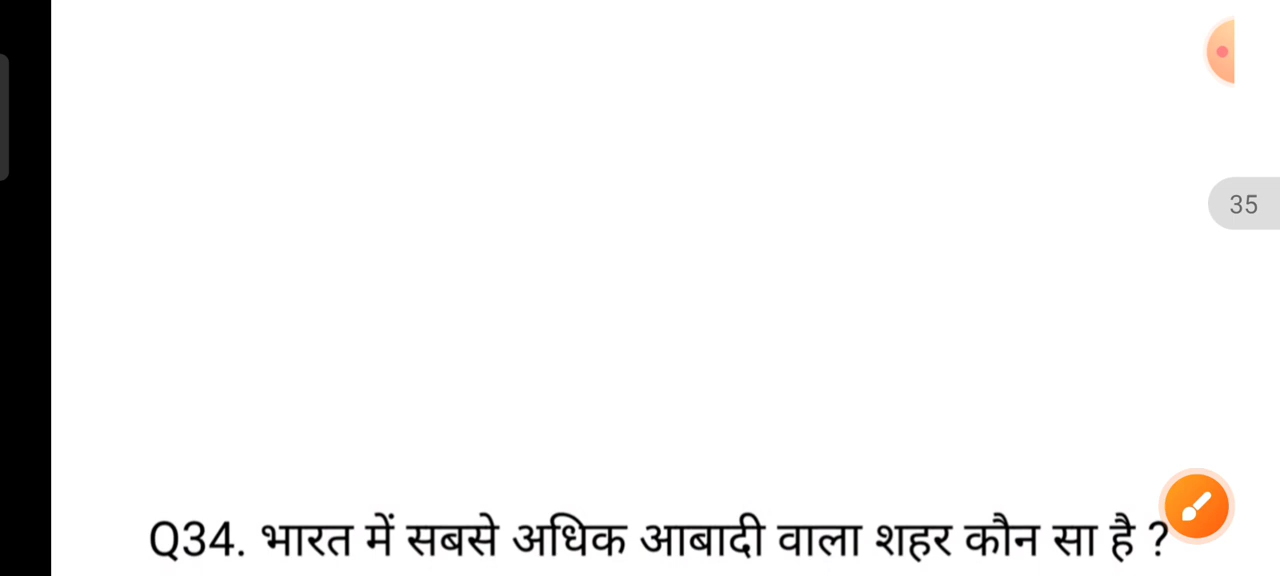 35
Q34. भारत में सबसे अधिक आबादी वाला शहर कौन सा है ?